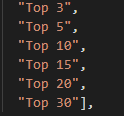 "Top 3",
"Top 5",
"Top 10",
"Top 15",
"Top 20",
"Top 30"],